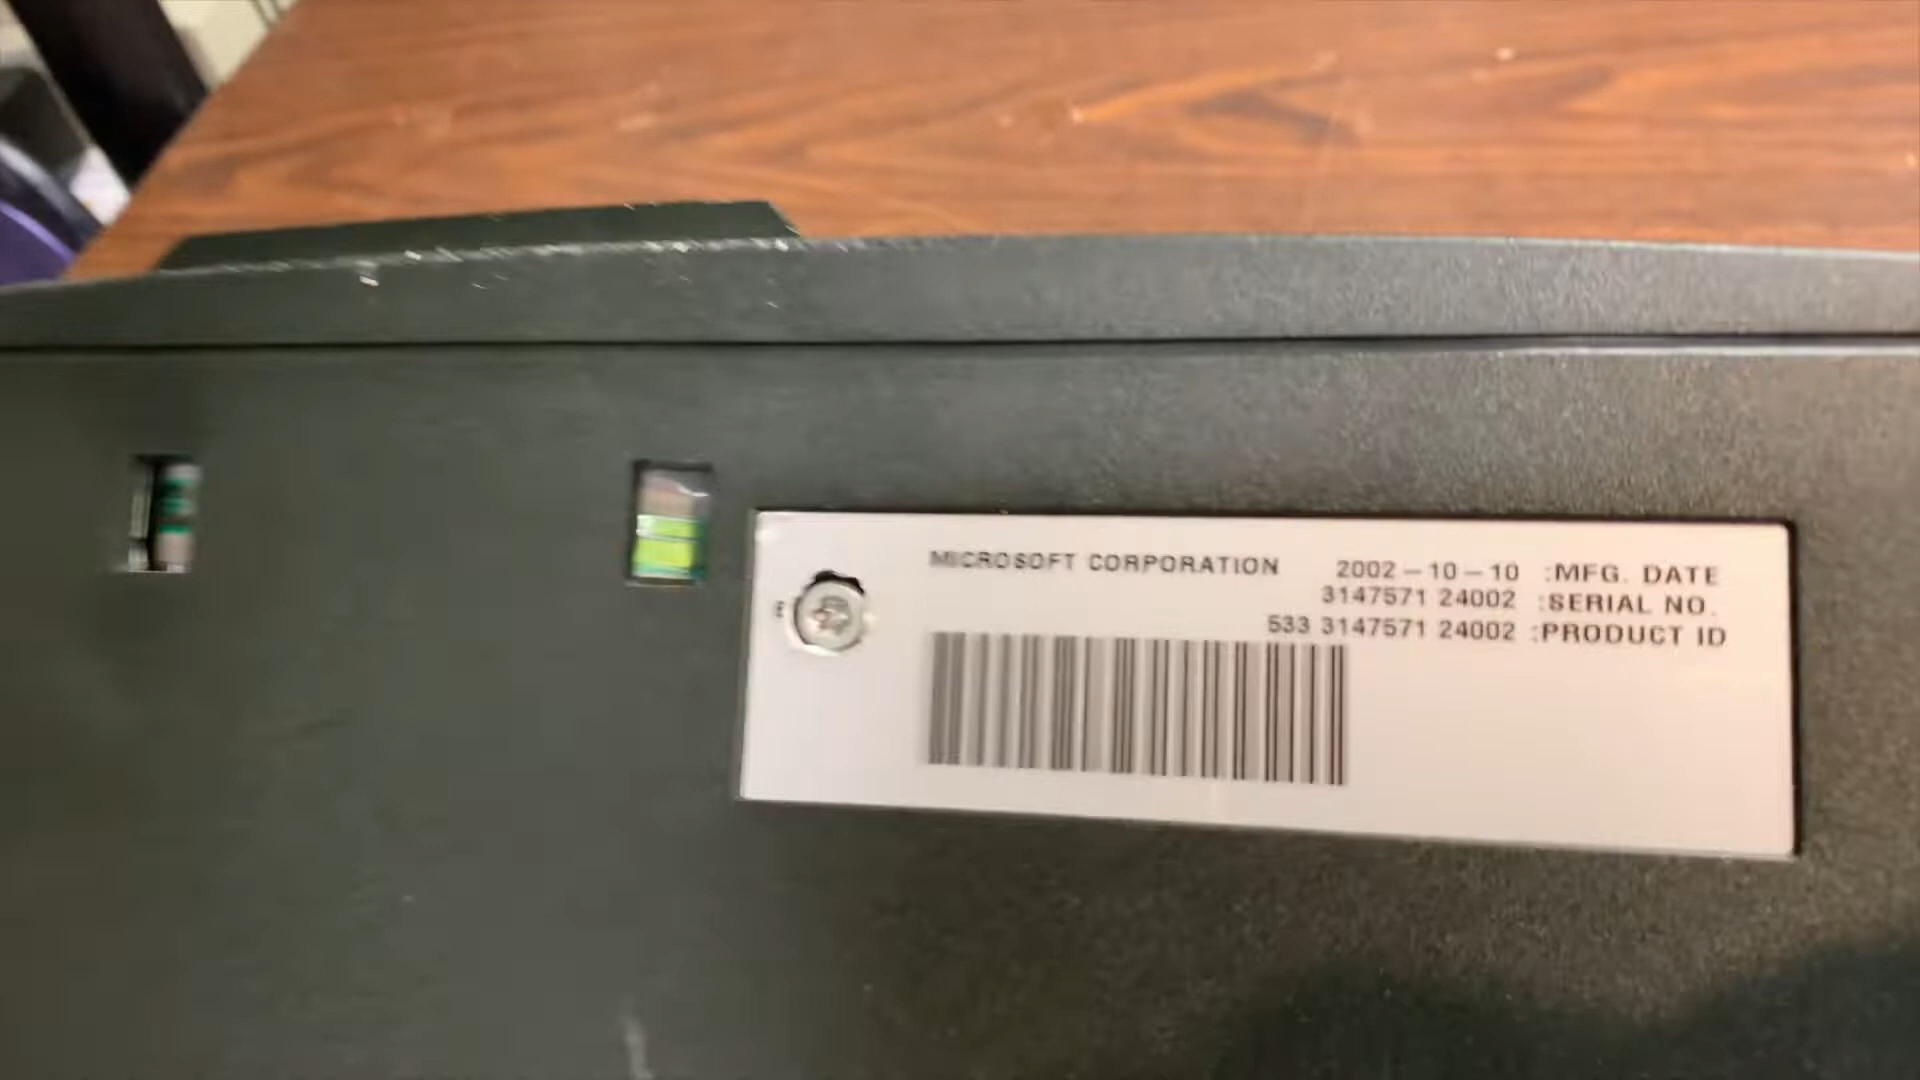 MICROSOFT CORPORATION
2002-10-10 :MFG. DATE
3147571 24002 :SERIAL NO.
533 3147571 24002 :PRODUCT ID